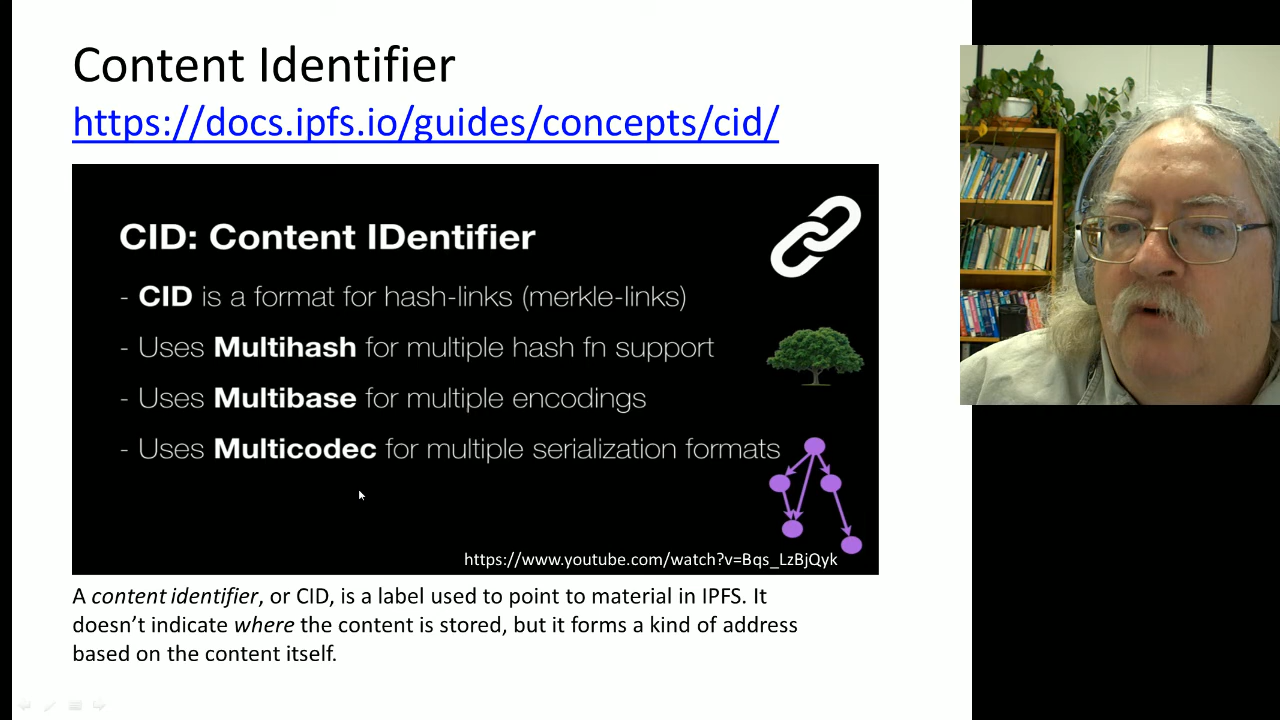 Content Identifier
https://docs.ipfs.io/guides/concepts/cid/
CID: Content IDentifier
- CID is a format for hash-links (merkle-links)
- Uses Multihash for multiple hash fn support
- Uses Multibase for multiple encodings
- Uses Multicodec for multiple serialization formats
https://www.youtube.com/watch?v=Bqs_LzBjQyk
A content identifier, or CID, is a label used to point to material in IPFS. It
doesn’t indicate where the content is stored, but it forms a kind of address
based on the content itself.